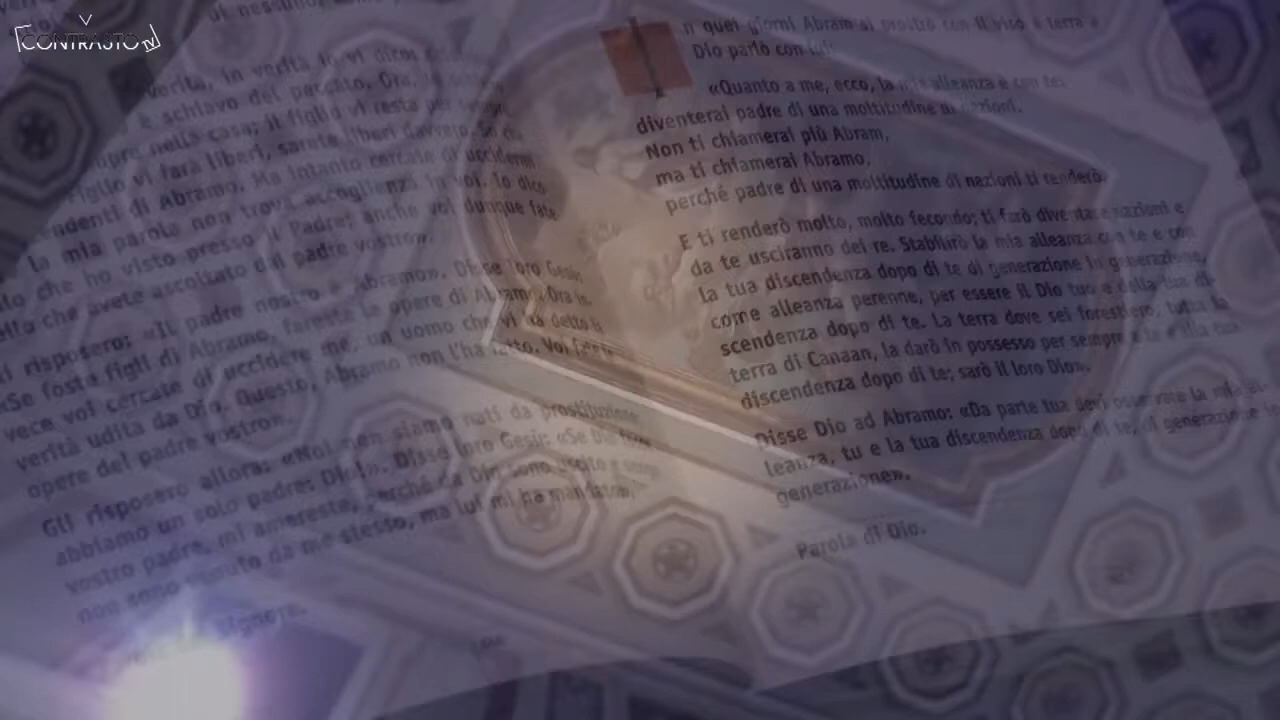 CONTRASTO TV
verità, in verità io vi dico:
è schiavo del peccato. Ora,
nella casa; il figlio vi resta per
Figlio vi farà liberi, sarete liberi davvero. So
di Abramo. Ma intanto cercate di uccidermi
la mia parola non trova accoglienza in voi. Io dico
che ho visto presso il Padre; anche voi dunque fate
che avete ascoltato dal padre vostro».
risposero: «Il padre nostro è Abramo». Disse loro Gesù:
«Se foste figli di Abramo, fareste le opere di Abramo. Ora in-
vece voi cercate di uccidere me, un uomo che vi ha detto la
verità udita da Dio. Questo, Abramo non l'ha fatto. Voi fate
opere del padre vostro».
Gli risposero allora: «Noi non siamo nati da prostituzione;
abbiamo un solo padre: Dio!». Disse loro Gesù: «Se Dio
vostro padre, mi amereste, perché da Dio sono uscito e
non sono venuto da me stesso, ma lui mi ha mandato».
Signore.
In quei giorni Abram si prostrò con il viso a terra e
Dio parlò con lui:
«Quanto a me, ecco, la mia alleanza è con te:
diventerai padre di una moltitudine di nazioni.
Non ti chiamerai più Abram,
ma ti chiamerai Abramo,
perché padre di una moltitudine di nazioni ti renderò.
E ti renderò molto, molto fecondo; ti farò diventare nazioni e
da te usciranno dei re. Stabilirò la mia alleanza con te e con
la tua discendenza dopo di te di generazione in generazione,
come alleanza perenne, per essere il Dio tuo e della tua di-
scendenza dopo di te. La terra dove sei forestiero, tutta la
terra di Canaan, la darò in possesso per sempre a te e alla tua
discendenza dopo di te; sarò il loro Dio».
Disse Dio ad Abramo: «Da parte tua devi osservare la mia al-
leanza, tu e la tua discendenza dopo di te, di generazione in
generazione».
Parola di Dio.